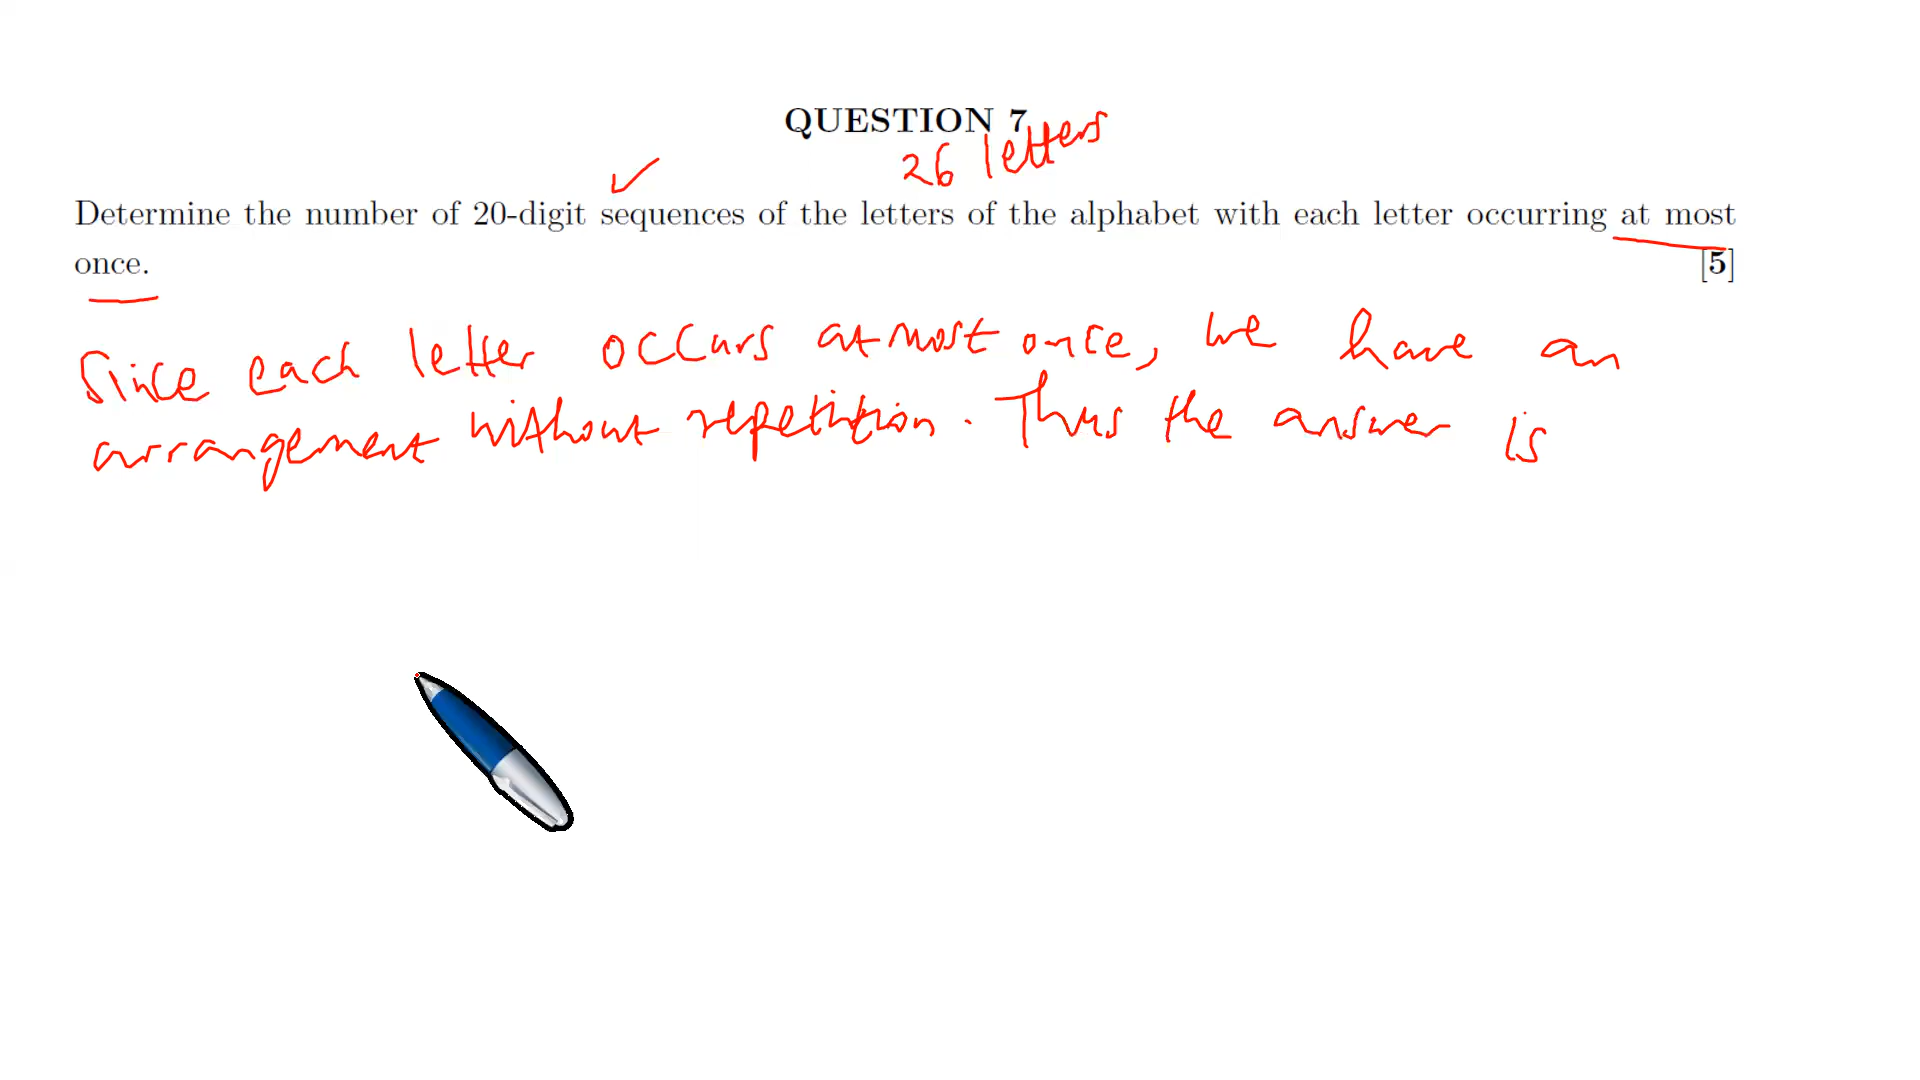 QUESTION 7
26 letters
Determine the number of 20-digit sequences of the letters of the alphabet with each letter occurring at most
once. [5]
Since each letter occurs atmost once, we have an
arrangement without repetition. Thus the answer is